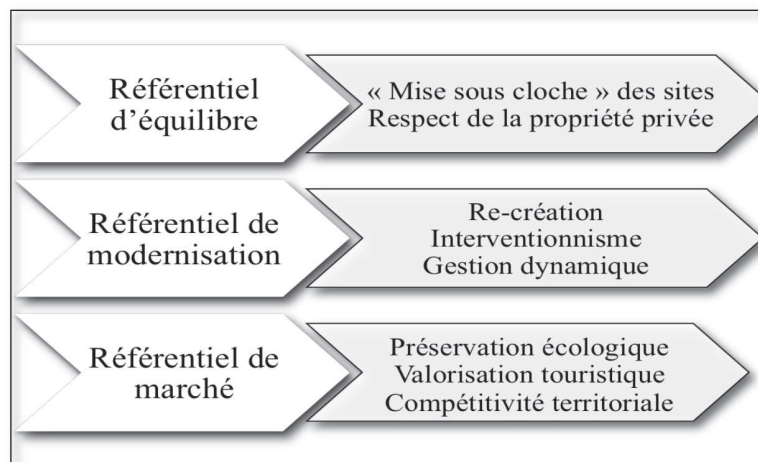 Référentiel
d’équilibre
« Mise sous cloche » des sites
Respect de la propriété privée
Référentiel de
modernisation
Re-création
Interventionnisme
Gestion dynamique
Référentiel de
marché
Préservation écologique
Valorisation touristique
Compétitivité territoriale